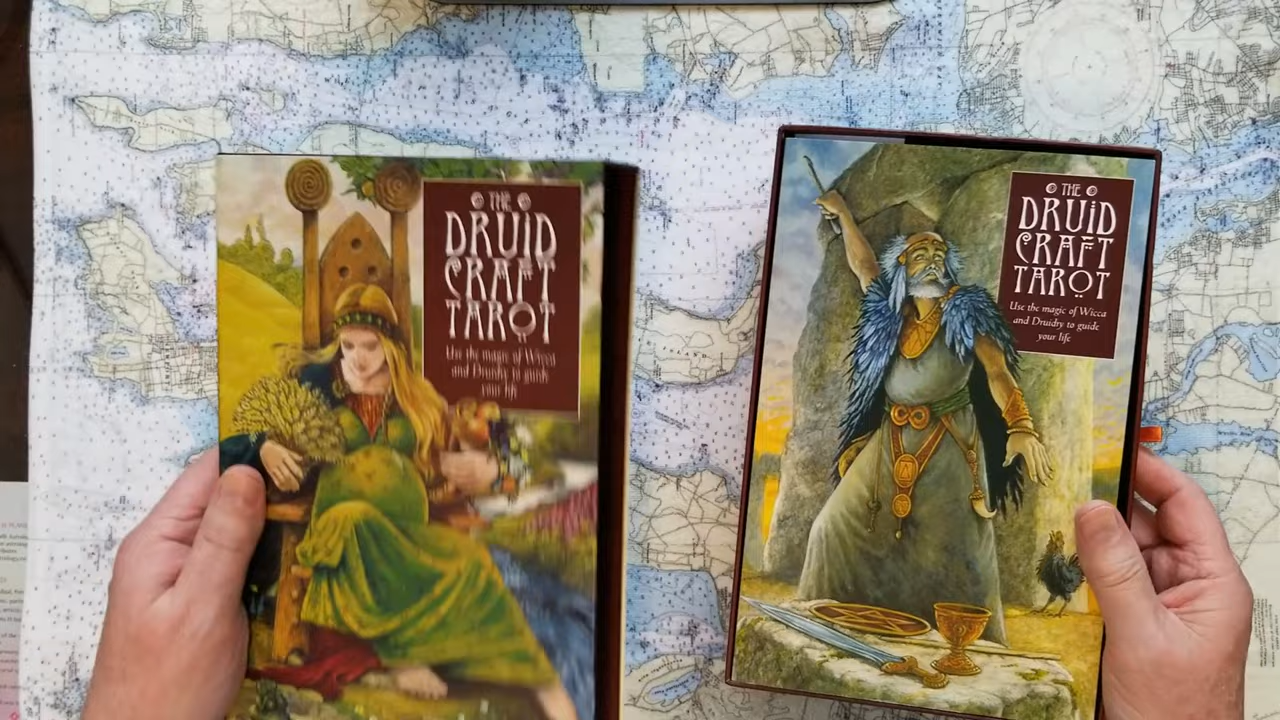 THE
DRUID
CRAFT
TAROT
Use the magic of Wicca
and Druidry to guide
your life
THE
DRUID
CRAFT
TAROT
Use the magic of Wicca
and Druidry to guide
your life